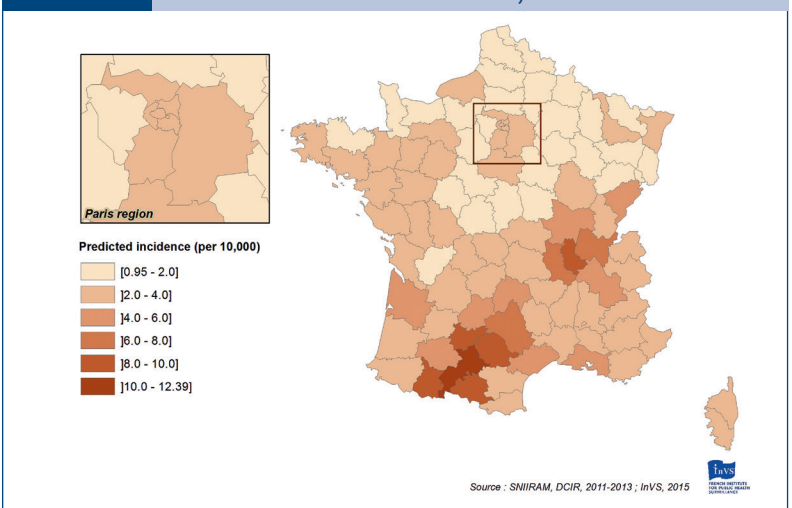 Paris region
Predicted incidence (per 10,000)
[0.95 - 2.0]
]2.0 - 4.0]
]4.0 - 6.0]
]6.0 - 8.0]
]8.0 - 10.0]
]10.0 - 12.39]
InVS
FRENCH INSTITUTE
FOR PUBLIC HEALTH
SURVEILLANCE
Source : SNIIRAM, DCIR, 2011-2013 ; InVS, 2015